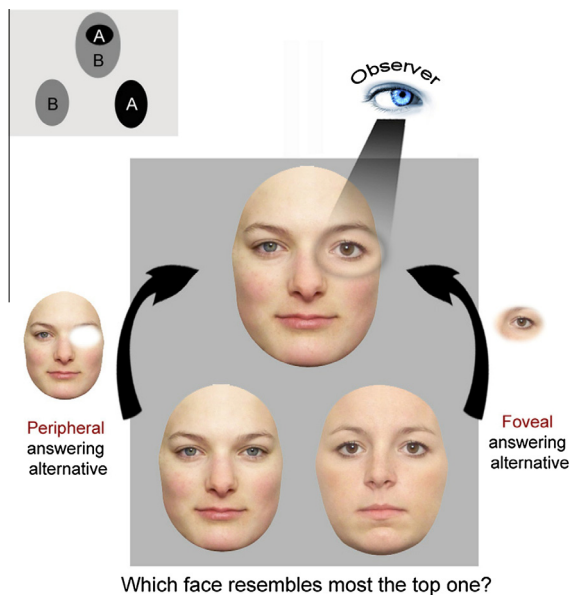 A
B
B
A
Observer
Peripheral
answering
alternative
Foveal
answering
alternative
Which face resembles most the top one?